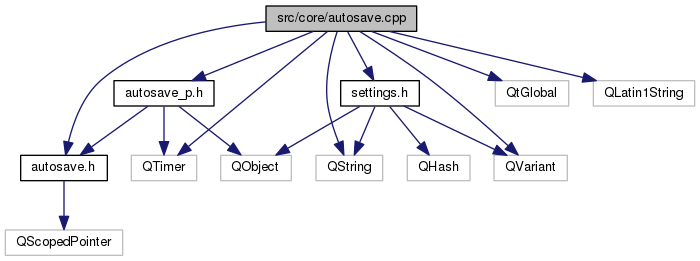 src/core/autosave.cpp
autosave_p.h
settings.h
QtGlobal
QLatin1String
autosave.h
QTimer
QObject
QString
QHash
QVariant
QScopedPointer